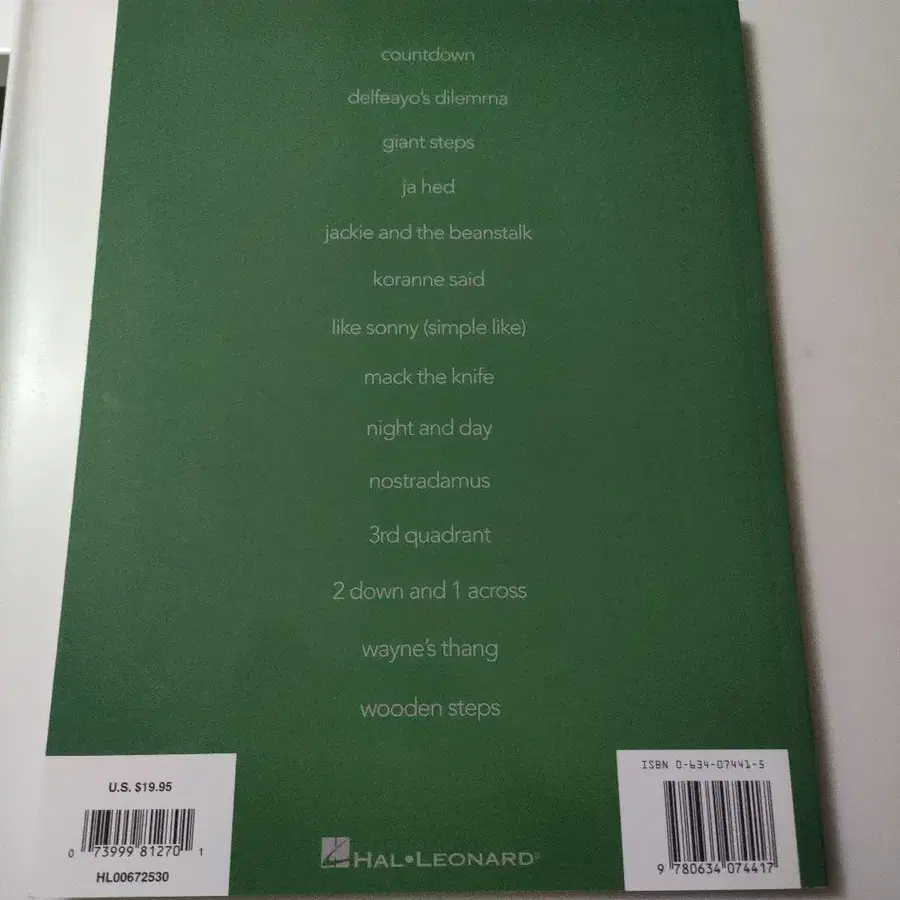 countdown
delfeayo's dilemma
giant steps
ja hed
jackie and the beanstalk
koranne said
like sonny (simple like)
mack the knife
night and day
nostradamus
3rd quadrant
2 down and 1 across
wayne's thang
wooden steps
U.S. $19.95
0 73999 81270 1
HL00672530
HAL•LEONARD®
ISBN 0-634-07441-5
9 780634 074417